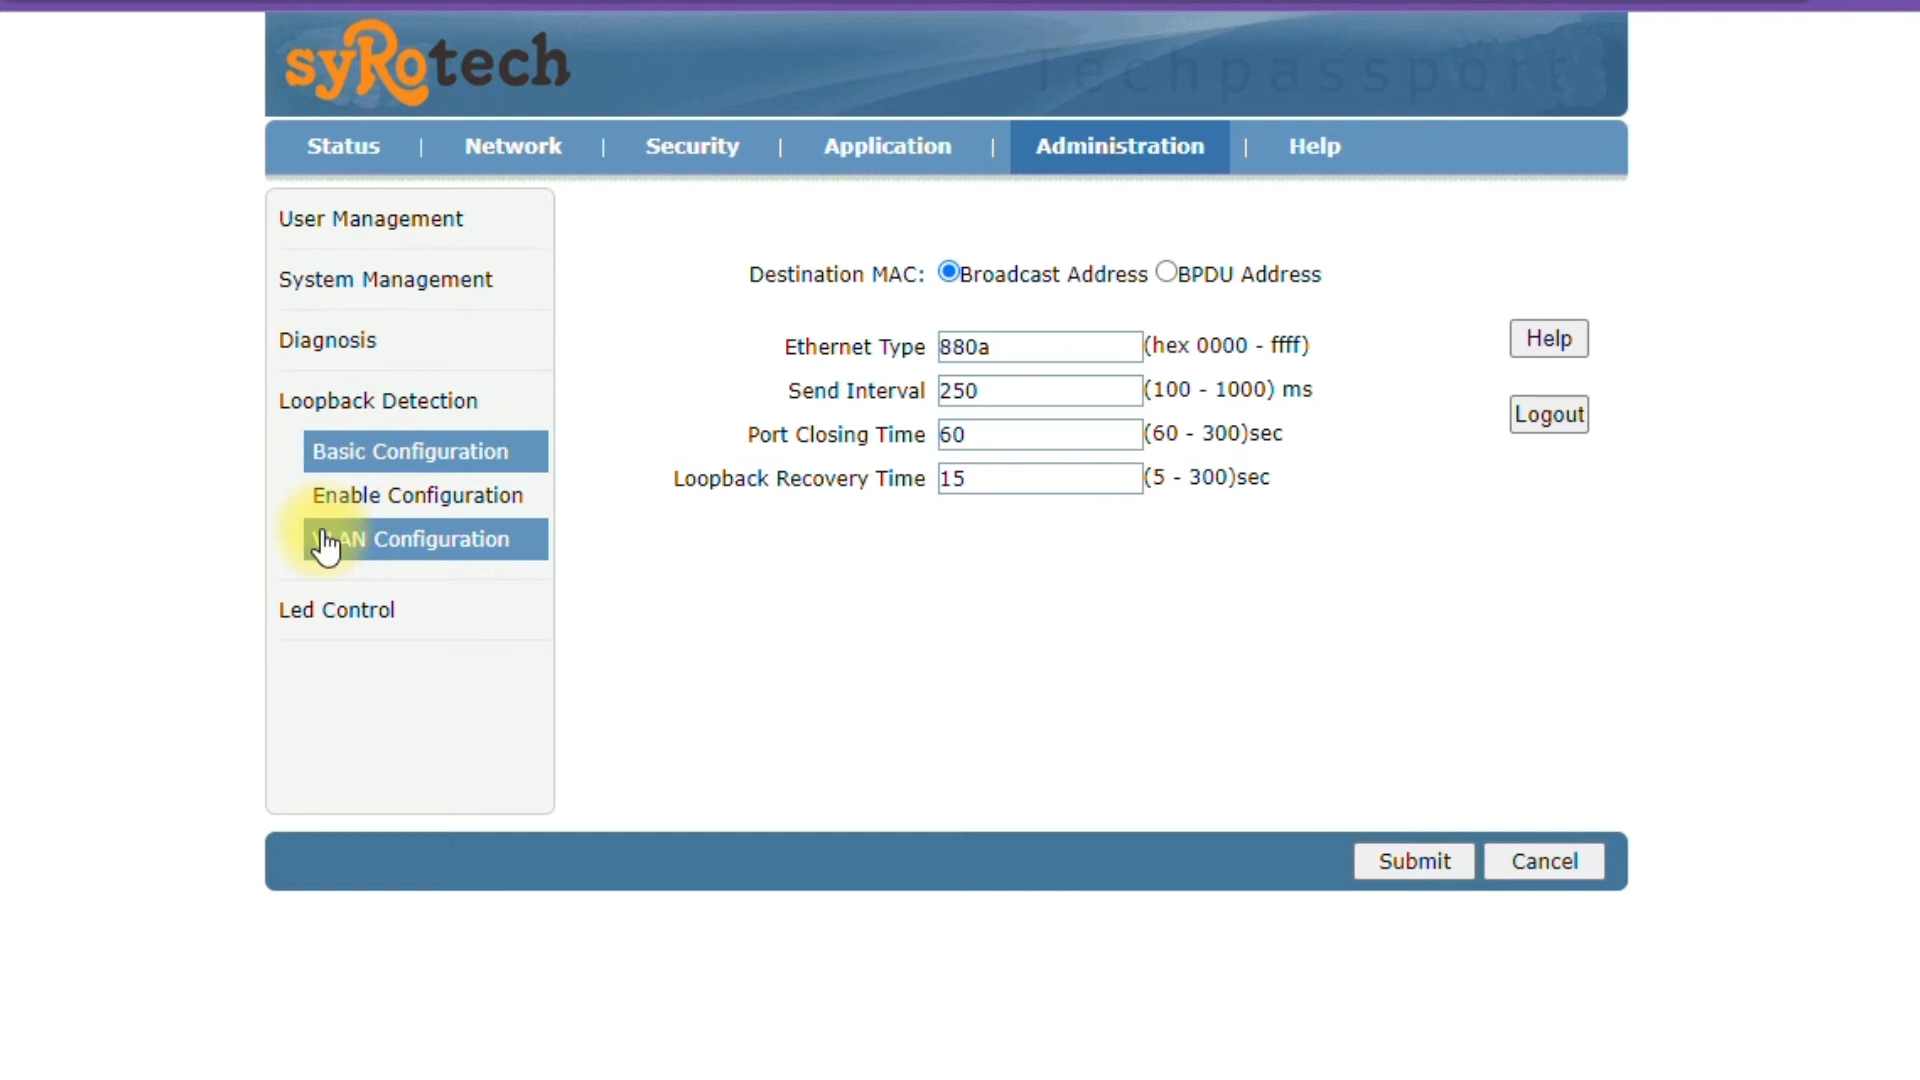 syRotech
Techpassport
Status | Network | Security | Application | Administration | Help
User Management
System Management
Diagnosis
Loopback Detection
Basic Configuration
Enable Configuration
VLAN Configuration
Led Control
Destination MAC: Broadcast Address BPDU Address
Ethernet Type 880a (hex 0000 - ffff)
Send Interval 250 (100 - 1000) ms
Port Closing Time 60 (60 - 300)sec
Loopback Recovery Time 15 (5 - 300)sec
Help
Logout
Submit Cancel